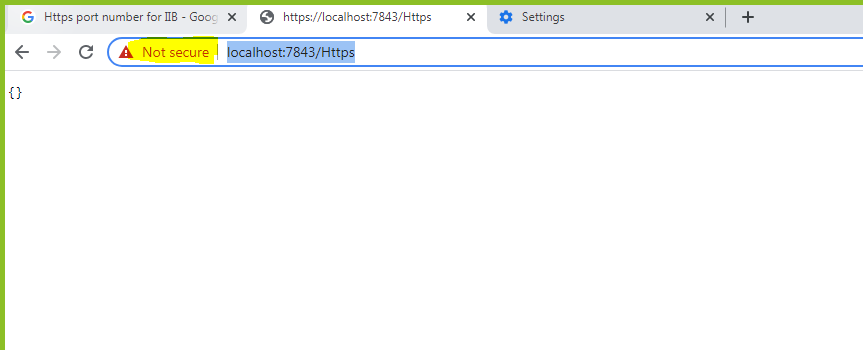 Https port number for IIB - Goog
https://localhost:7843/Https
Settings
Not secure
localhost:7843/Https
{}